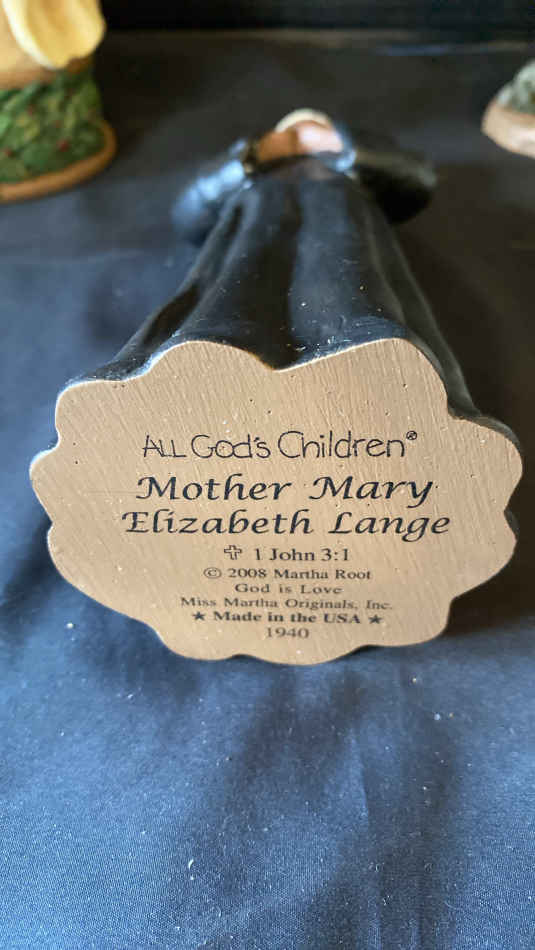 ALL God's Children®
Mother Mary
Elizabeth Lange
✝ 1 John 3:1
© 2008 Martha Root
God is Love
Miss Martha Originals, Inc.
★ Made in the USA ★
1940